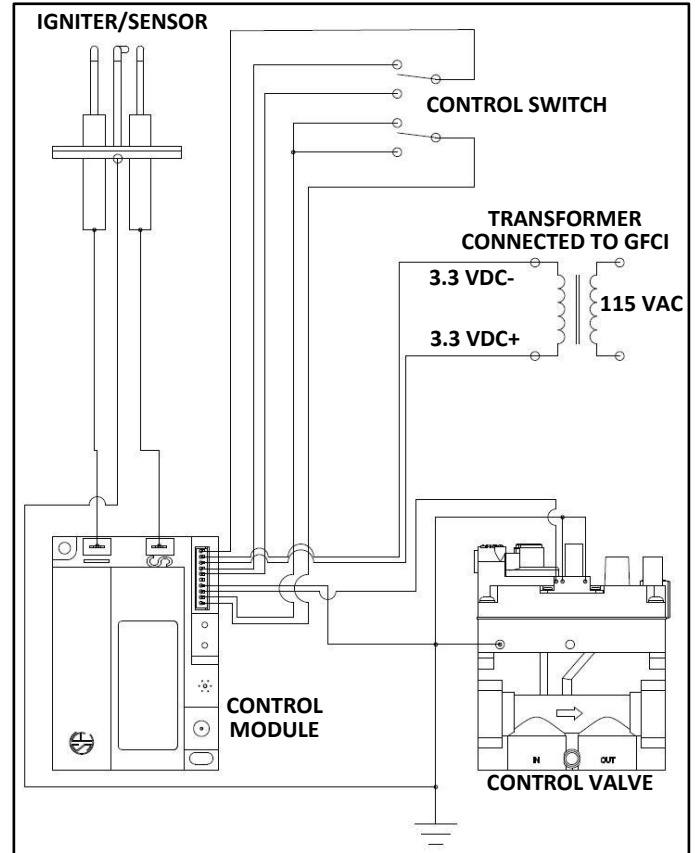 IGNITER/SENSOR
CONTROL SWITCH
TRANSFORMER
CONNECTED TO GFCI
3.3 VDC-
115 VAC
3.3 VDC+
CONTROL
MODULE
IN
OUT
CONTROL VALVE